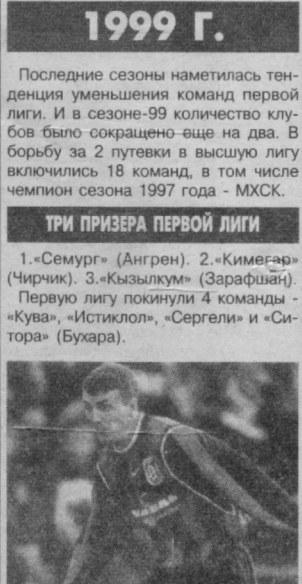 1999 Г.
Последние сезоны наметилась тен-
денция уменьшения команд первой
лиги. И в сезоне-99 количество клу-
бов было сокращено еще на два. В
борьбу за 2 путевки в высшую лигу
включились 18 команд, в том числе
чемпион сезона 1997 года - МХСК.
ТРИ ПРИЗЕРА ПЕРВОЙ ЛИГИ
1.«Семург» (Ангрен). 2.«Кимегар»
(Чирчик). 3.«Кызылкум» (Зарафшан).
Первую лигу покинули 4 команды -
«Кува», «Истиклол», «Сергели» и «Си-
тора» (Бухара).